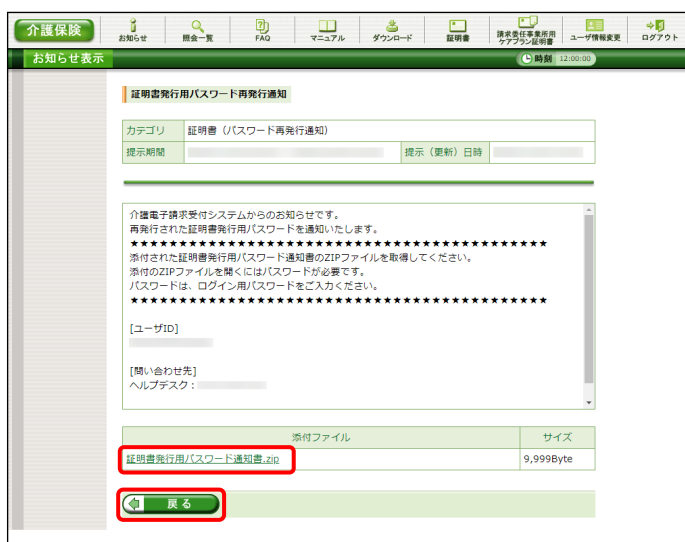 介護保険
お知らせ
照会一覧
FAQ
マニュアル
ダウンロード
証明書
請求委任事業所用
ケアプラン証明書
ユーザ情報変更
ログアウト
お知らせ表示
時刻 12:00:00
証明書発行用パスワード再発行通知
カテゴリ 証明書（パスワード再発行通知）
提示期間 提示（更新）日時
介護電子請求受付システムからのお知らせです。
再発行された証明書発行用パスワードを通知いたします。
★★★★★★★★★★★★★★★★★★★★★★★★★★★★★★★★★★★
添付された証明書発行用パスワード通知書のZIPファイルを取得してください。
添付のZIPファイルを開くにはパスワードが必要です。
パスワードは、ログイン用パスワードをご入力ください。
★★★★★★★★★★★★★★★★★★★★★★★★★★★★★★★★★★★
[ユーザID]
[問い合わせ先]
ヘルプデスク：
添付ファイル サイズ
証明書発行用パスワード通知書.zip 9,999Byte
戻る